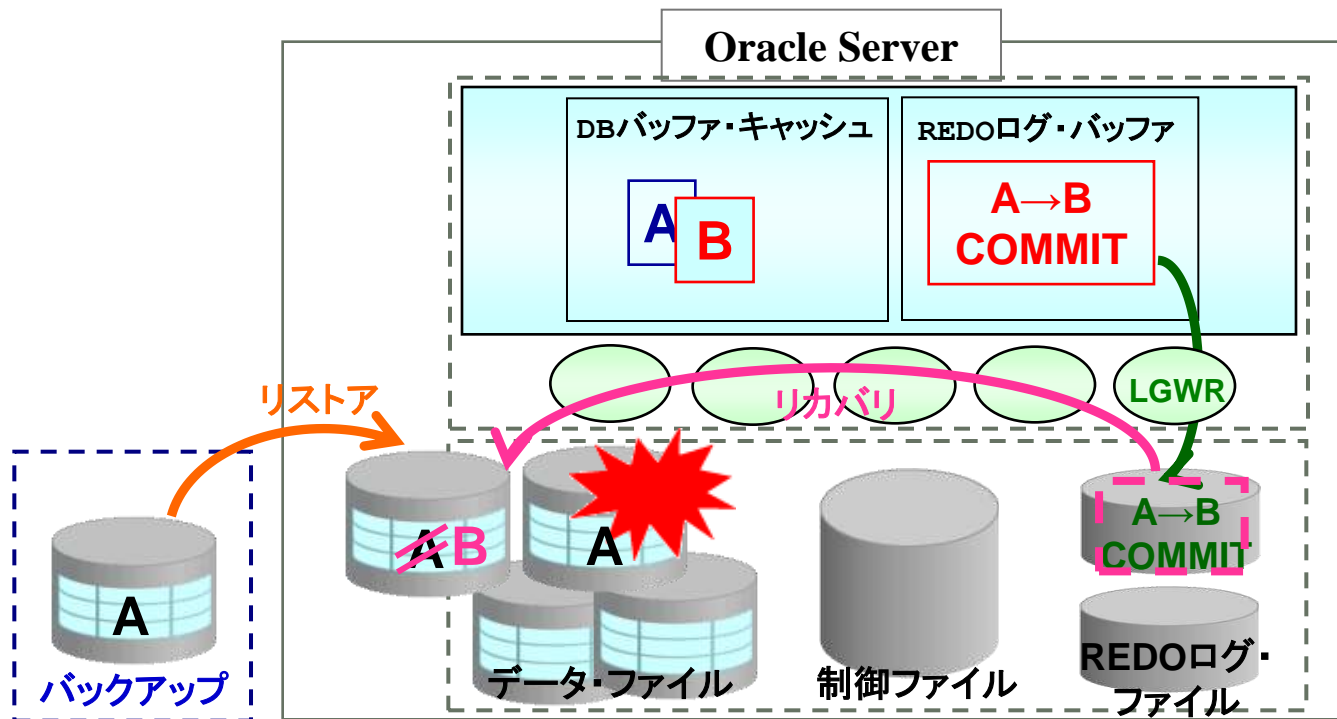 Oracle Server
DBバッファ・キャッシュ
REDOログ・バッファ
A
B
A→B
COMMIT
LGWR
リストア
リカバリ
A
バックアップ
A B
A
データ・ファイル
制御ファイル
A→B
COMMIT
REDOログ・
ファイル